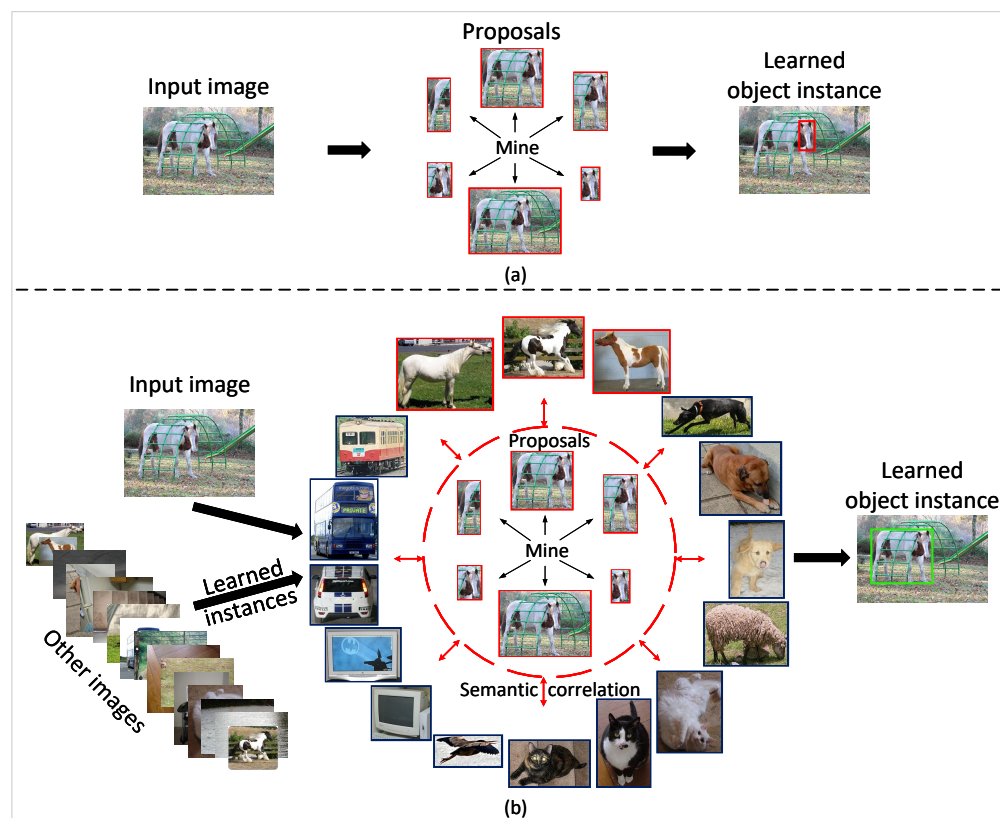 Proposals
Input image
Learned
object instance
Mine
(a)
Input image
Proposals
Learned
object instance
Mine
Learned
instances
Other images
Semantic correlation
(b)